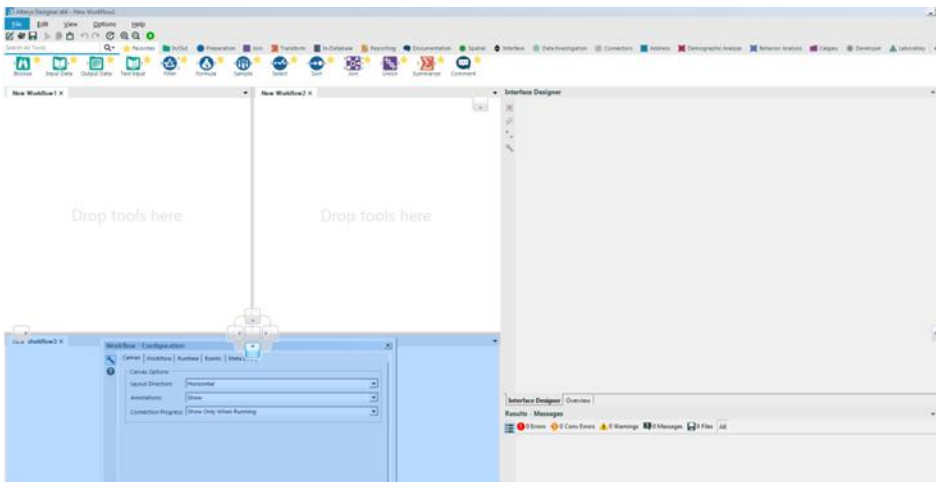 Alteryx Designer x64 - New Workflow2
File Edit View Options Help
Search All Tools
Favorites In/Out Preparation Join Transform In-Database Reporting Documentation Spatial Interface Data Investigation Connectors Address Demographic Analysis Behavior Analysis Calgary Developer Laboratory
Browse Input Data Output Data Text Input Filter Formula Sample Select Sort Join Union Summarize Comment
New Workflow1 × New Workflow2 × Interface Designer
Drop tools here Drop tools here
New Workflow3 ×
Workflow - Configuration
Canvas Workflow Runtime Events
Canvas Options
Layout Direction: Horizontal
Annotations: Show
Connection Progress: Show Only When Running
Interface Designer Overview
Results - Messages
0 Errors 0 Conv Errors 0 Warnings 0 Messages 0 Files All